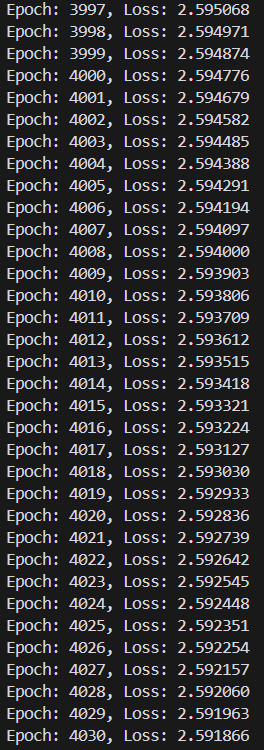 Epoch: 3997, Loss: 2.595068
Epoch: 3998, Loss: 2.594971
Epoch: 3999, Loss: 2.594874
Epoch: 4000, Loss: 2.594776
Epoch: 4001, Loss: 2.594679
Epoch: 4002, Loss: 2.594582
Epoch: 4003, Loss: 2.594485
Epoch: 4004, Loss: 2.594388
Epoch: 4005, Loss: 2.594291
Epoch: 4006, Loss: 2.594194
Epoch: 4007, Loss: 2.594097
Epoch: 4008, Loss: 2.594000
Epoch: 4009, Loss: 2.593903
Epoch: 4010, Loss: 2.593806
Epoch: 4011, Loss: 2.593709
Epoch: 4012, Loss: 2.593612
Epoch: 4013, Loss: 2.593515
Epoch: 4014, Loss: 2.593418
Epoch: 4015, Loss: 2.593321
Epoch: 4016, Loss: 2.593224
Epoch: 4017, Loss: 2.593127
Epoch: 4018, Loss: 2.593030
Epoch: 4019, Loss: 2.592933
Epoch: 4020, Loss: 2.592836
Epoch: 4021, Loss: 2.592739
Epoch: 4022, Loss: 2.592642
Epoch: 4023, Loss: 2.592545
Epoch: 4024, Loss: 2.592448
Epoch: 4025, Loss: 2.592351
Epoch: 4026, Loss: 2.592254
Epoch: 4027, Loss: 2.592157
Epoch: 4028, Loss: 2.592060
Epoch: 4029, Loss: 2.591963
Epoch: 4030, Loss: 2.591866